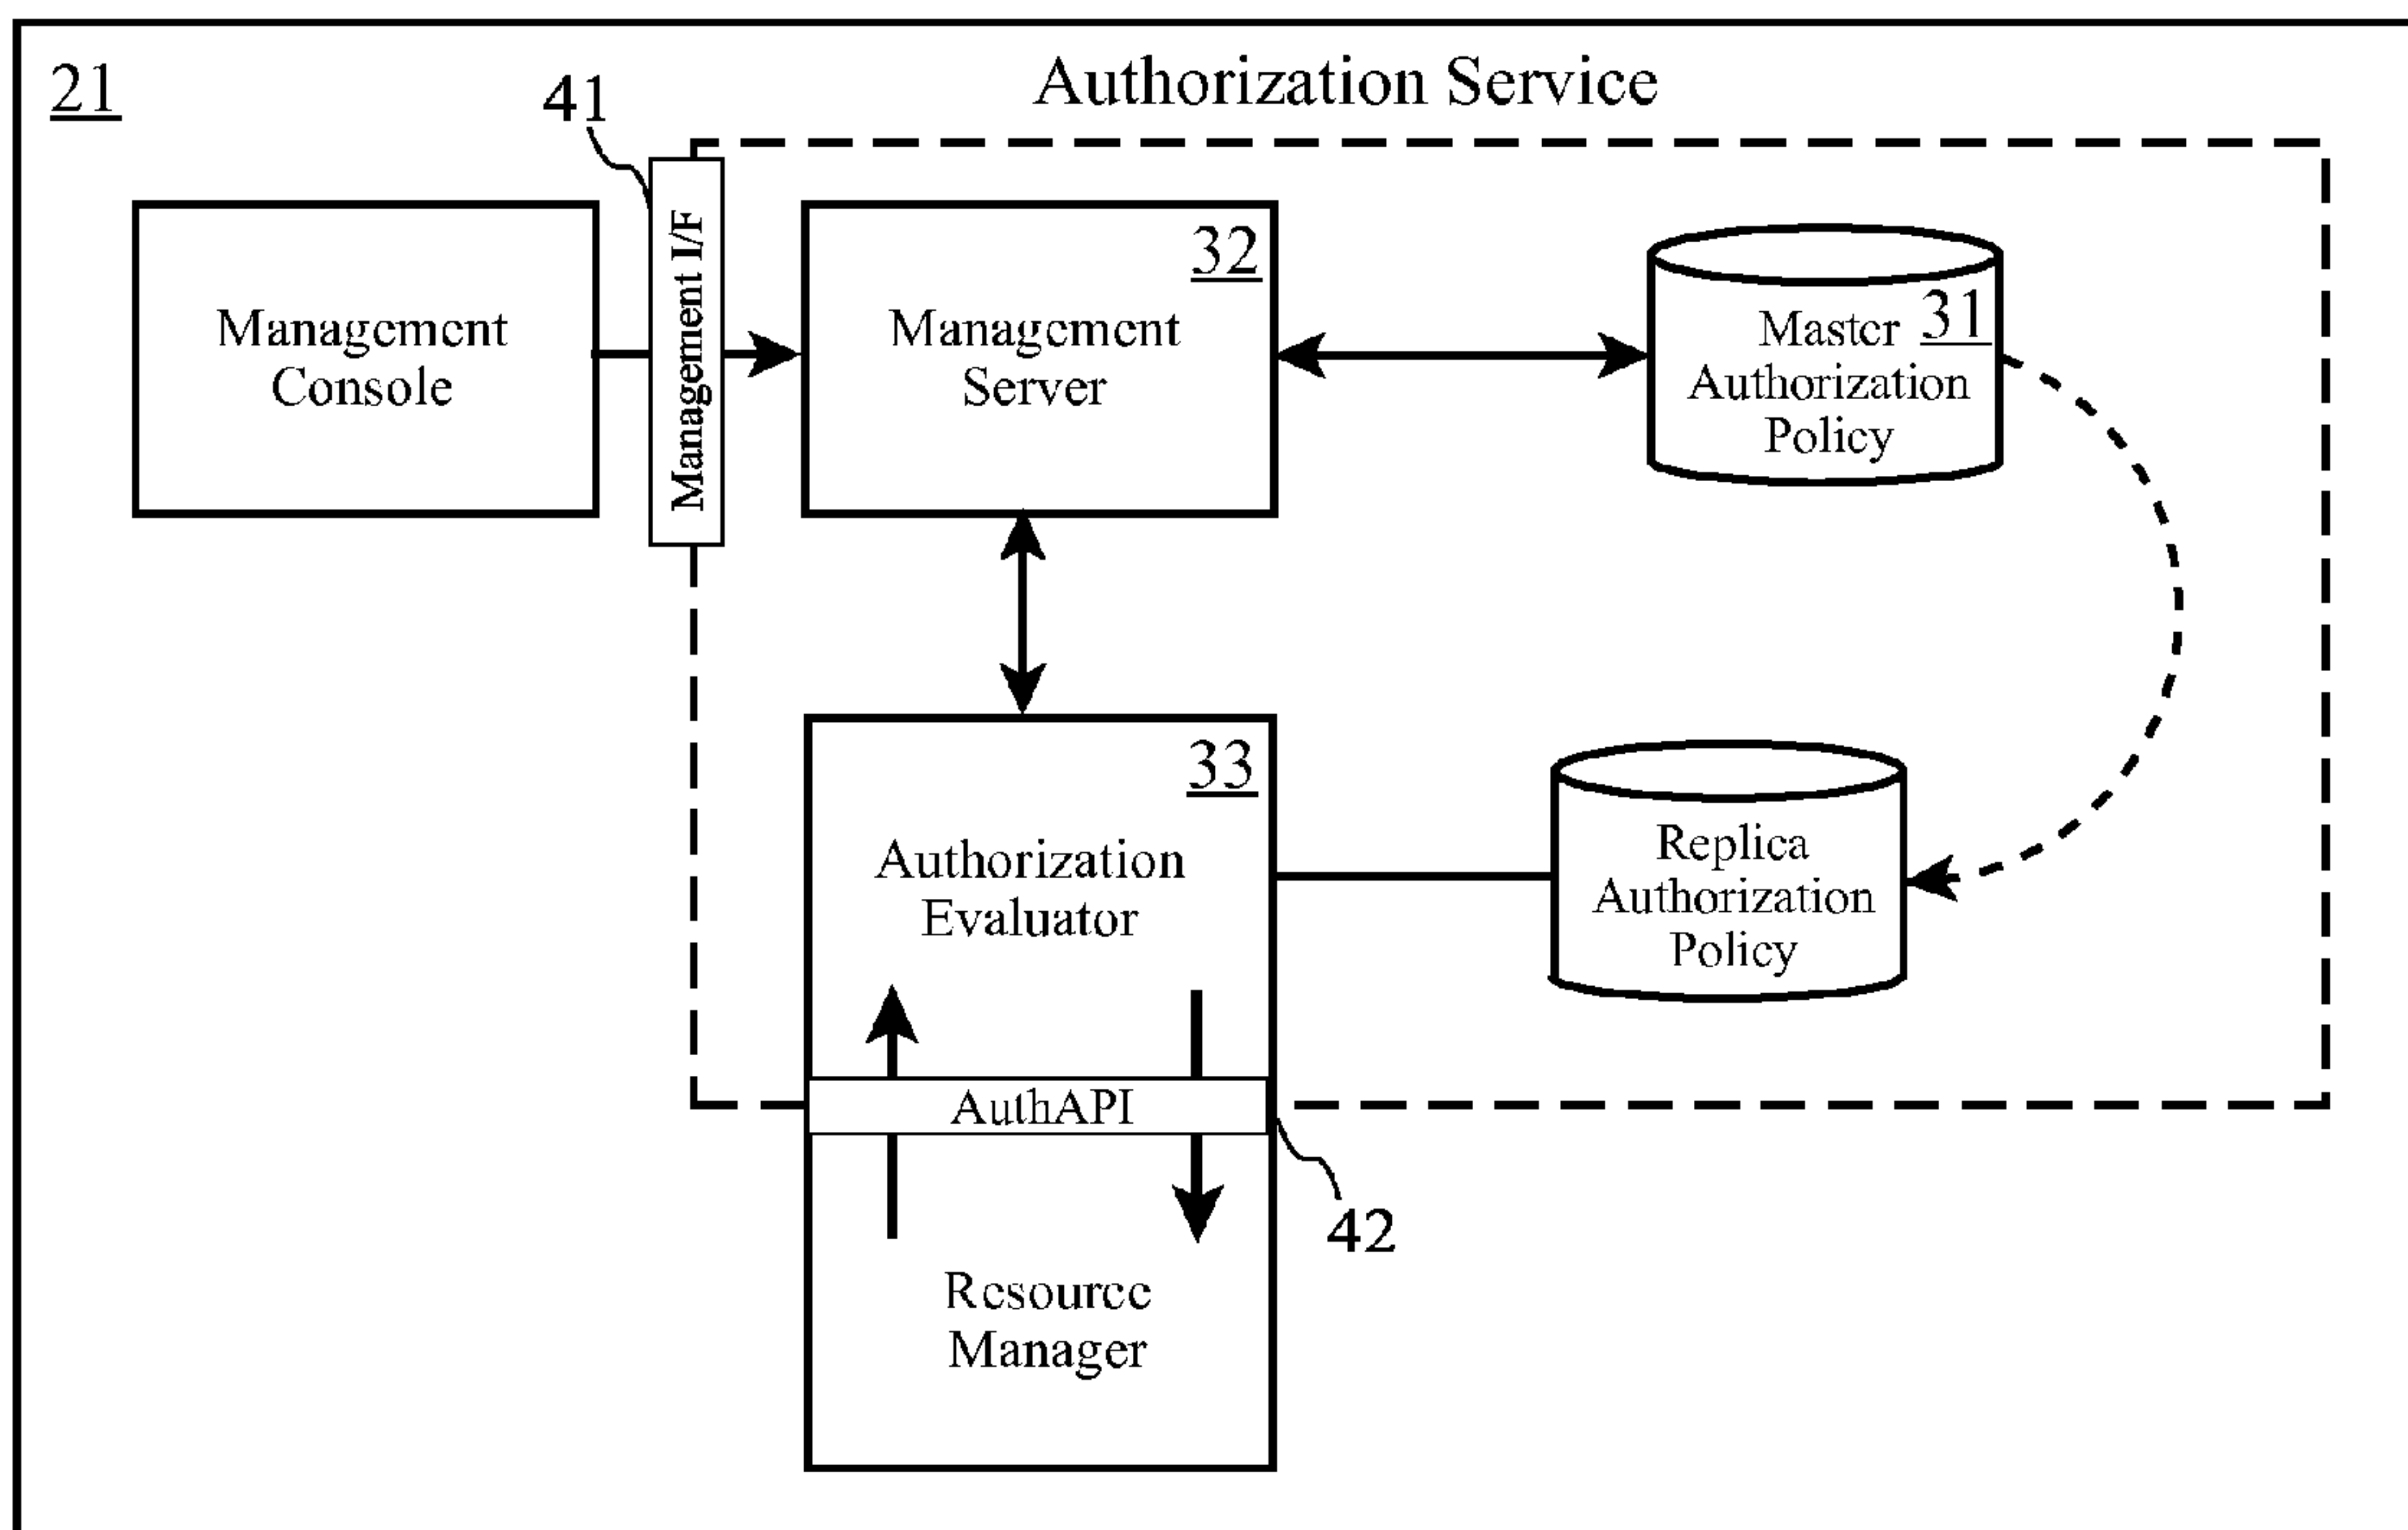 21
41
Authorization Service
Management
Console
Management I/F
32
Management
Server
Master 31
Authorization
Policy
33
Authorization
Evaluator
Replica
Authorization
Policy
AuthAPI
42
Resource
Manager